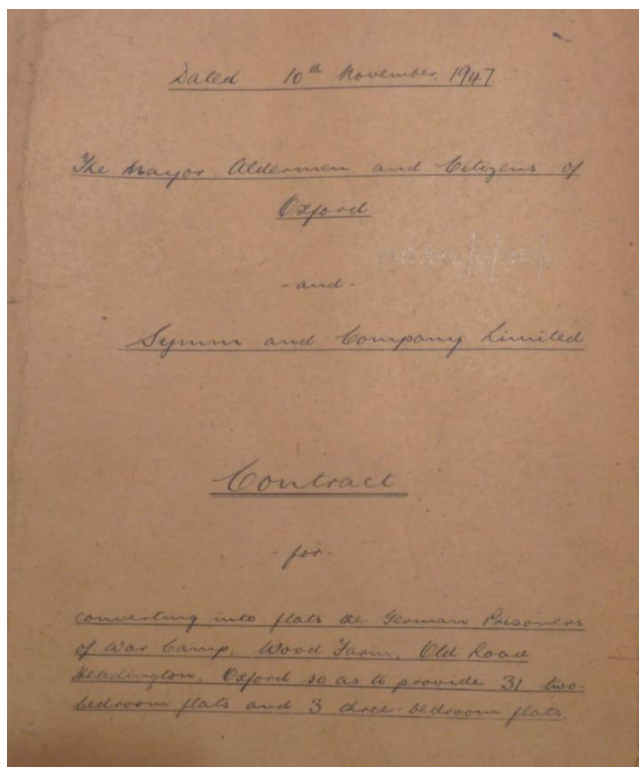 Dated 10th November, 1947
The Mayor Aldermen and Citizens of
Oxford
- and -
Symm and Company Limited
Contract
- for -
converting into flats the German Prisoners
of War Camp, Wood Farm, Old Road
Headington, Oxford so as to provide 31 two-
bedroom flats and 3 three-bedroom flats.